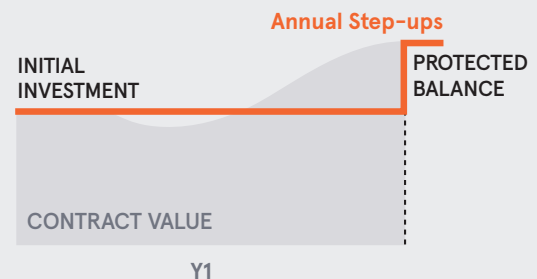 Annual Step-ups
INITIAL
INVESTMENT
PROTECTED
BALANCE
CONTRACT VALUE
Y1